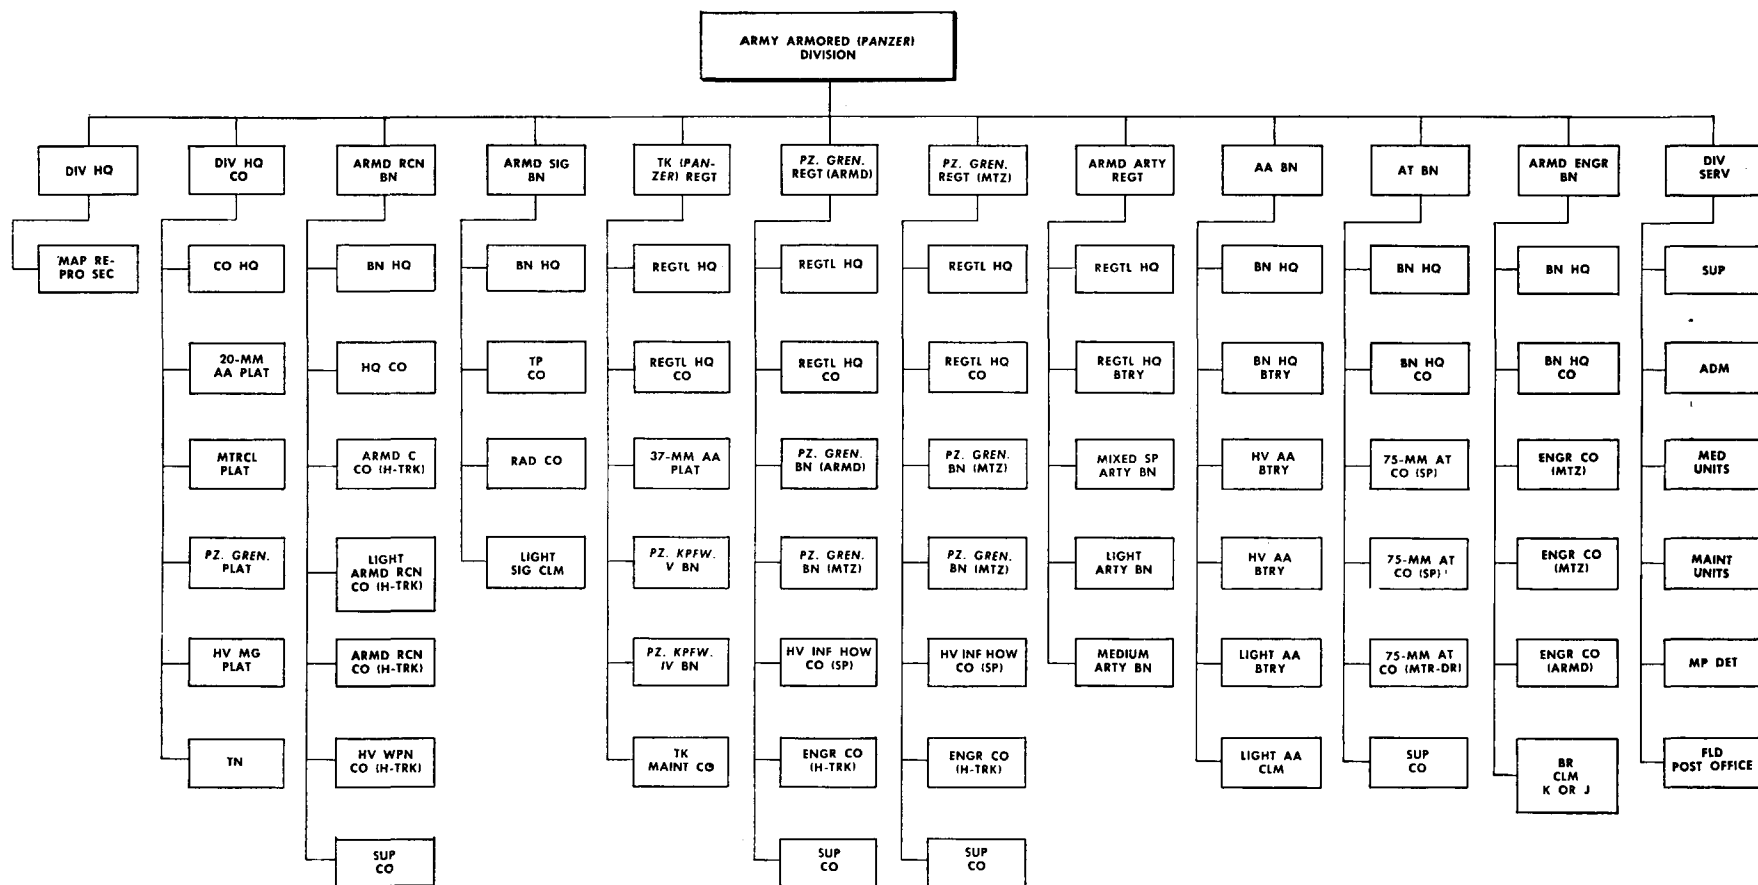 ARMY ARMORED (PANZER)
DIVISION
DIV HQ
MAP RE-
PRO SEC
DIV HQ
CO
CO HQ
20-MM
AA PLAT
MTRCL
PLAT
PZ. GREN.
PLAT
HV MG
PLAT
TN
ARMD RCN
BN
BN HQ
HQ CO
ARMD C
CO (H-TRK)
LIGHT
ARMD RCN
CO (H-TRK)
ARMD RCN
CO (H-TRK)
HV WPN
CO (H-TRK)
SUP
CO
ARMD SIG
BN
BN HQ
TP
CO
RAD CO
LIGHT
SIG CLM
TK (PAN-
ZER) REGT
REGTL HQ
REGTL HQ
CO
37-MM AA
PLAT
PZ. KPFW.
V BN
PZ. KPFW.
IV BN
TK
MAINT CO
PZ. GREN.
REGT (ARMD)
REGTL HQ
REGTL HQ
CO
PZ. GREN.
BN (ARMD)
PZ. GREN.
BN (MTZ)
HV INF HOW
CO (SP)
ENGR CO
(H-TRK)
SUP
CO
PZ. GREN.
REGT (MTZ)
REGTL HQ
REGTL HQ
CO
PZ. GREN.
BN (MTZ)
PZ. GREN.
BN (MTZ)
HV INF HOW
CO (SP)
ENGR CO
(H-TRK)
SUP
CO
ARMD ARTY
REGT
REGTL HQ
REGTL HQ
BTRY
MIXED SP
ARTY BN
LIGHT
ARTY BN
MEDIUM
ARTY BN
AA BN
BN HQ
BN HQ
BTRY
HV AA
BTRY
HV AA
BTRY
LIGHT AA
BTRY
LIGHT AA
CLM
AT BN
BN HQ
BN HQ
CO
75-MM AT
CO (SP)
75-MM AT
CO (SP)
75-MM AT
CO (MTR-DR)
SUP
CO
ARMD ENGR
BN
BN HQ
BN HQ
CO
ENGR CO
(MTZ)
ENGR CO
(MTZ)
ENGR CO
(ARMD)
BR
CLM
K OR J
DIV
SERV
SUP
ADM
MED
UNITS
MAINT
UNITS
MP DET
FLD
POST OFFICE